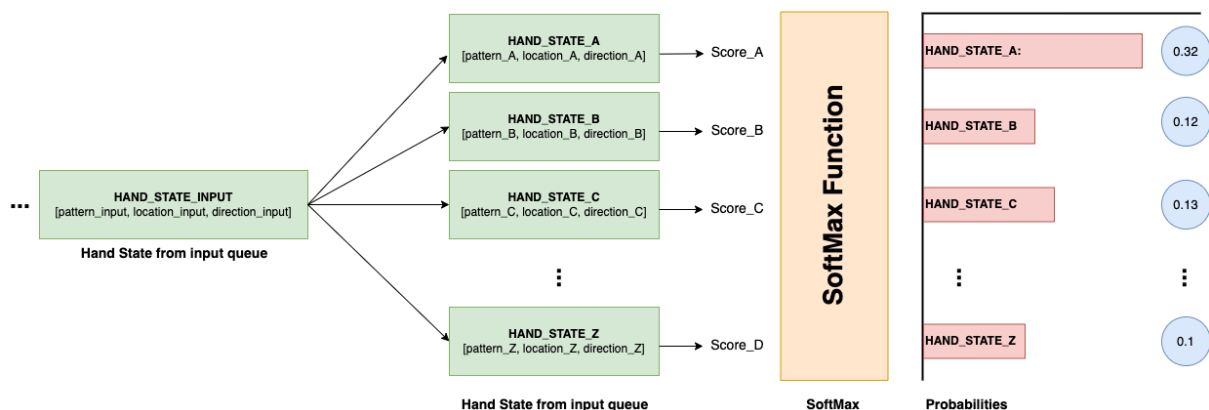 HAND_STATE_A
[pattern_A, location_A, direction_A]
Score_A
HAND_STATE_A:
0.32
HAND_STATE_B
[pattern_B, location_B, direction_B]
Score_B
HAND_STATE_B
0.12
...
HAND_STATE_INPUT
[pattern_input, location_input, direction_input]
Hand State from input queue
HAND_STATE_C
[pattern_C, location_C, direction_C]
Score_C
SoftMax Function
HAND_STATE_C
0.13
...
...
...
HAND_STATE_Z
[pattern_Z, location_Z, direction_Z]
Score_D
HAND_STATE_Z
0.1
Hand State from input queue
SoftMax
Probabilities